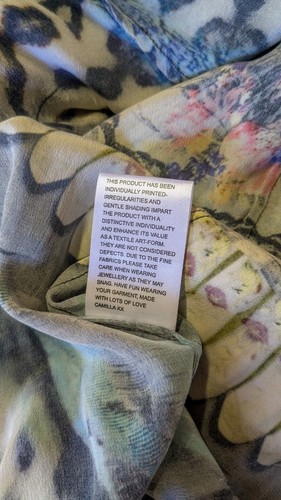 THIS PRODUCT HAS BEEN
INDIVIDUALLY PRINTED-
IRREGULARITIES AND
GENTLE SHADING IMPART
THE PRODUCT WITH A
DISTINCTIVE INDIVIDUALITY
AND ENHANCE ITS VALUE
AS A TEXTILE ART-FORM.
THEY ARE NOT CONSIDERED
DEFECTS. DUE TO THE FINE
FABRICS PLEASE TAKE
CARE WHEN WEARING
JEWELLERY AS THEY MAY
SNAG. HAVE FUN WEARING
YOUR GARMENT, MADE
WITH LOTS OF LOVE
CAMILLA XX